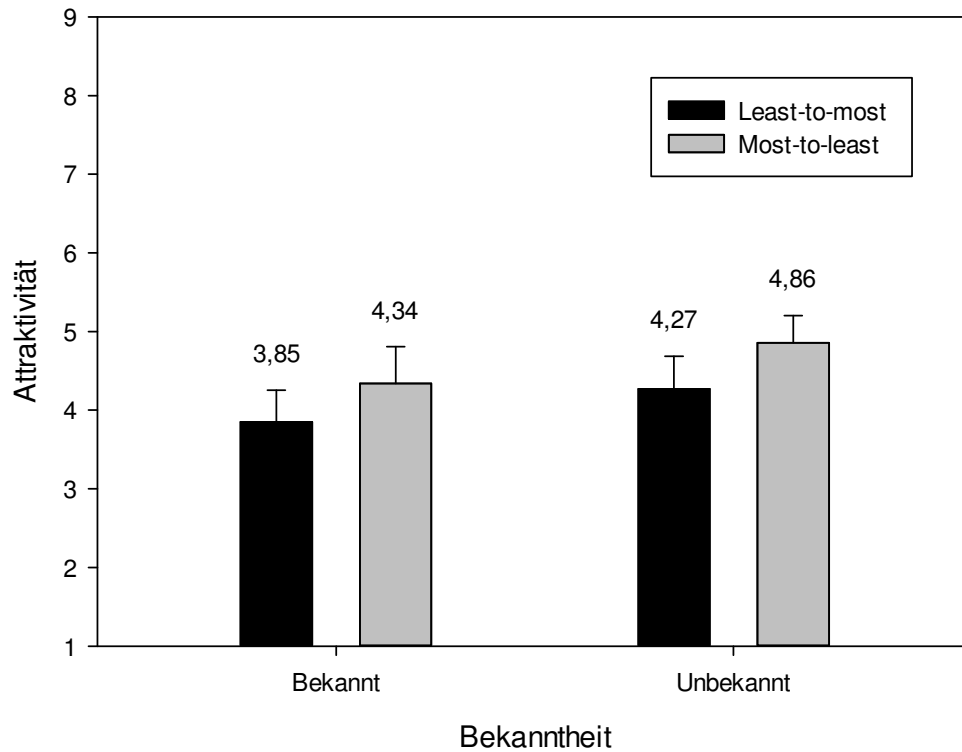 9
8
7
6
5
4
3
2
1
Attraktivität
Least-to-most
Most-to-least
3,85
4,34
4,27
4,86
Bekannt
Unbekannt
Bekanntheit